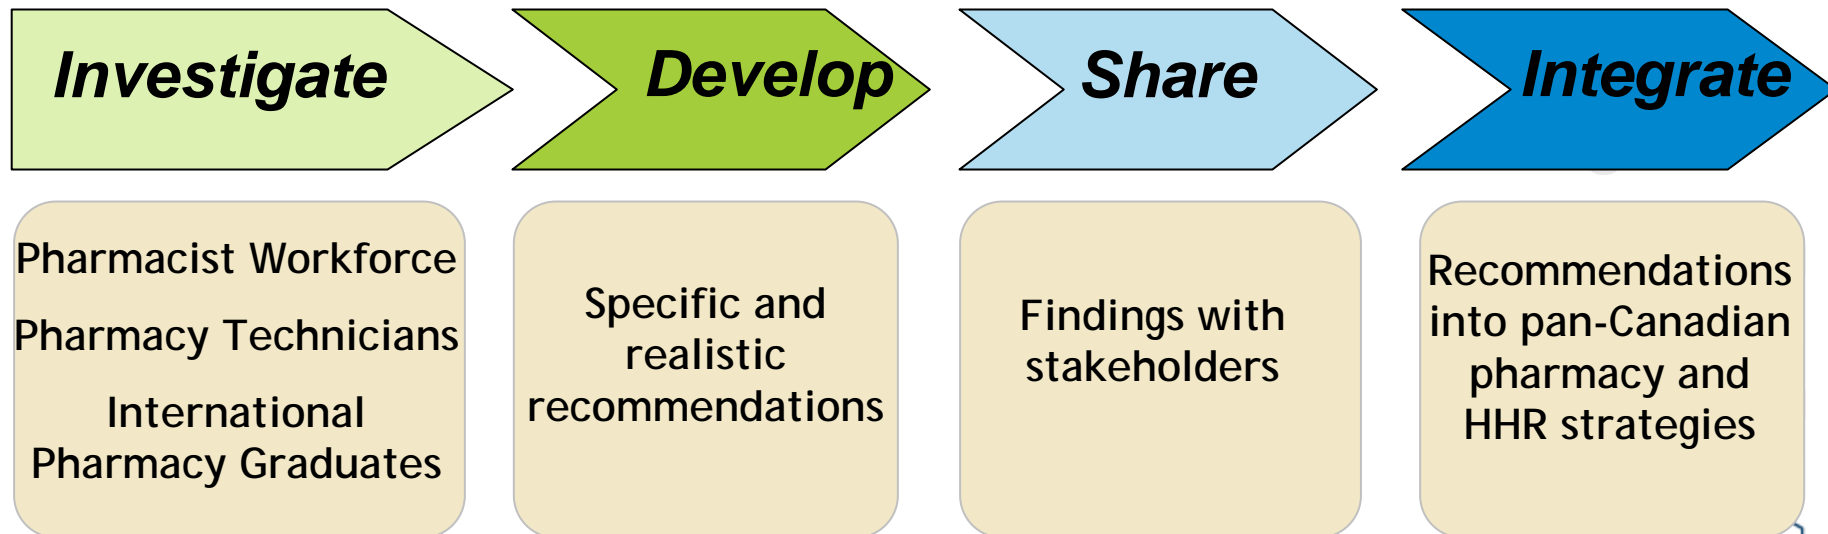 Investigate
Develop
Share
Integrate
Pharmacist Workforce
Pharmacy Technicians
International
Pharmacy Graduates
Specific and
realistic
recommendations
Findings with
stakeholders
Recommendations
into pan-Canadian
pharmacy and
HHR strategies